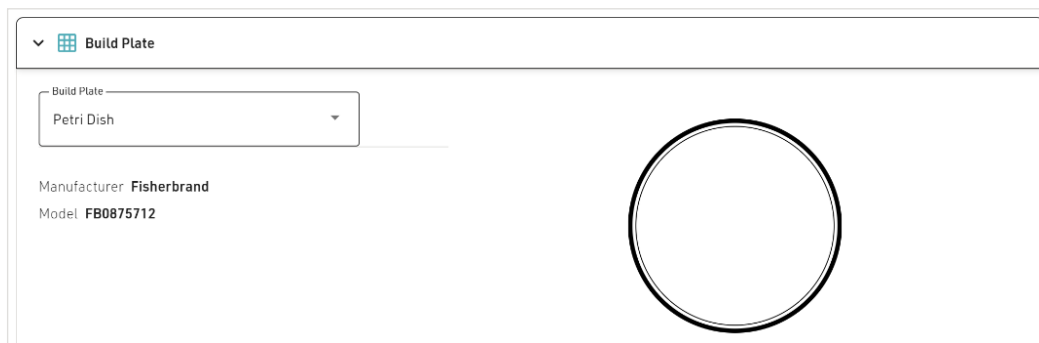 Build Plate
Build Plate
Petri Dish
Manufacturer Fisherbrand
Model FB0875712